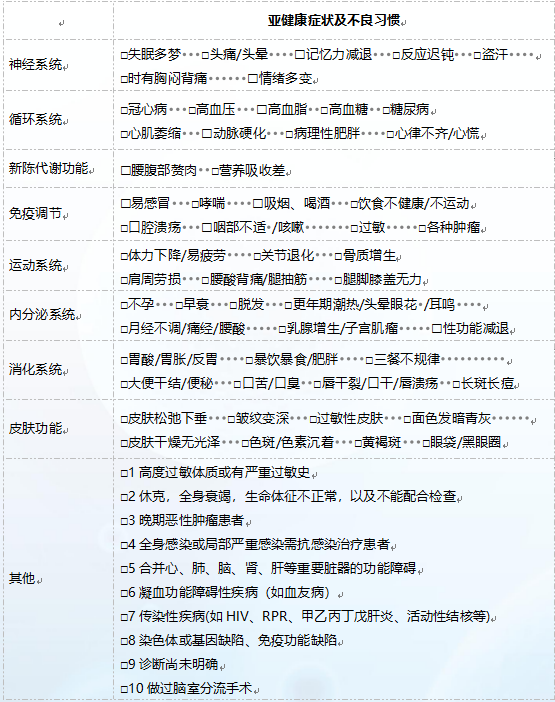 亚健康症状及不良习惯
神经系统
□失眠多梦 □头痛/头晕 □记忆力减退 □反应迟钝 □盗汗
□时有胸闷背痛 □情绪多变
循环系统
□冠心病 □高血压 □高血脂 □高血糖 □糖尿病
□心肌萎缩 □动脉硬化 □病理性肥胖 □心律不齐/心慌
新陈代谢功能
□腰腹部赘肉 □营养吸收差
免疫调节
□易感冒 □哮喘 □吸烟、喝酒 □饮食不健康/不运动
□口腔溃疡 □咽部不适 /咳嗽 □过敏 □各种肿瘤
运动系统
□体力下降/易疲劳 □关节退化 □骨质增生
□肩周劳损 □腰酸背痛/腿抽筋 □腿脚膝盖无力
内分泌系统
□不孕 □早衰 □脱发 □更年期潮热/头晕眼花 /耳鸣
□月经不调/痛经/腰酸 □乳腺增生/子宫肌瘤 □性功能减退
消化系统
□胃酸/胃胀/反胃 □暴饮暴食/肥胖 □三餐不规律
□大便干结/便秘 □口苦/口臭 □唇干裂/口干/唇溃疡 □长斑长痘
皮肤功能
□皮肤松弛下垂 □皱纹变深 □过敏性皮肤 □面色发暗青灰
□皮肤干燥无光泽 □色斑/色素沉着 □黄褐斑 □眼袋/黑眼圈
其他
□1 高度过敏体质或有严重过敏史
□2 休克，全身衰竭，生命体征不正常，以及不能配合检查
□3 晚期恶性肿瘤患者
□4 全身感染或局部严重感染需抗感染治疗患者
□5 合并心、肺、脑、肾、肝等重要脏器的功能障碍
□6 凝血功能障碍性疾病（如血友病）
□7 传染性疾病(如 HIV、RPR、甲乙丙丁戊肝炎、活动性结核等)
□8 染色体或基因缺陷、免疫功能缺陷
□9 诊断尚未明确
□10 做过脑室分流手术